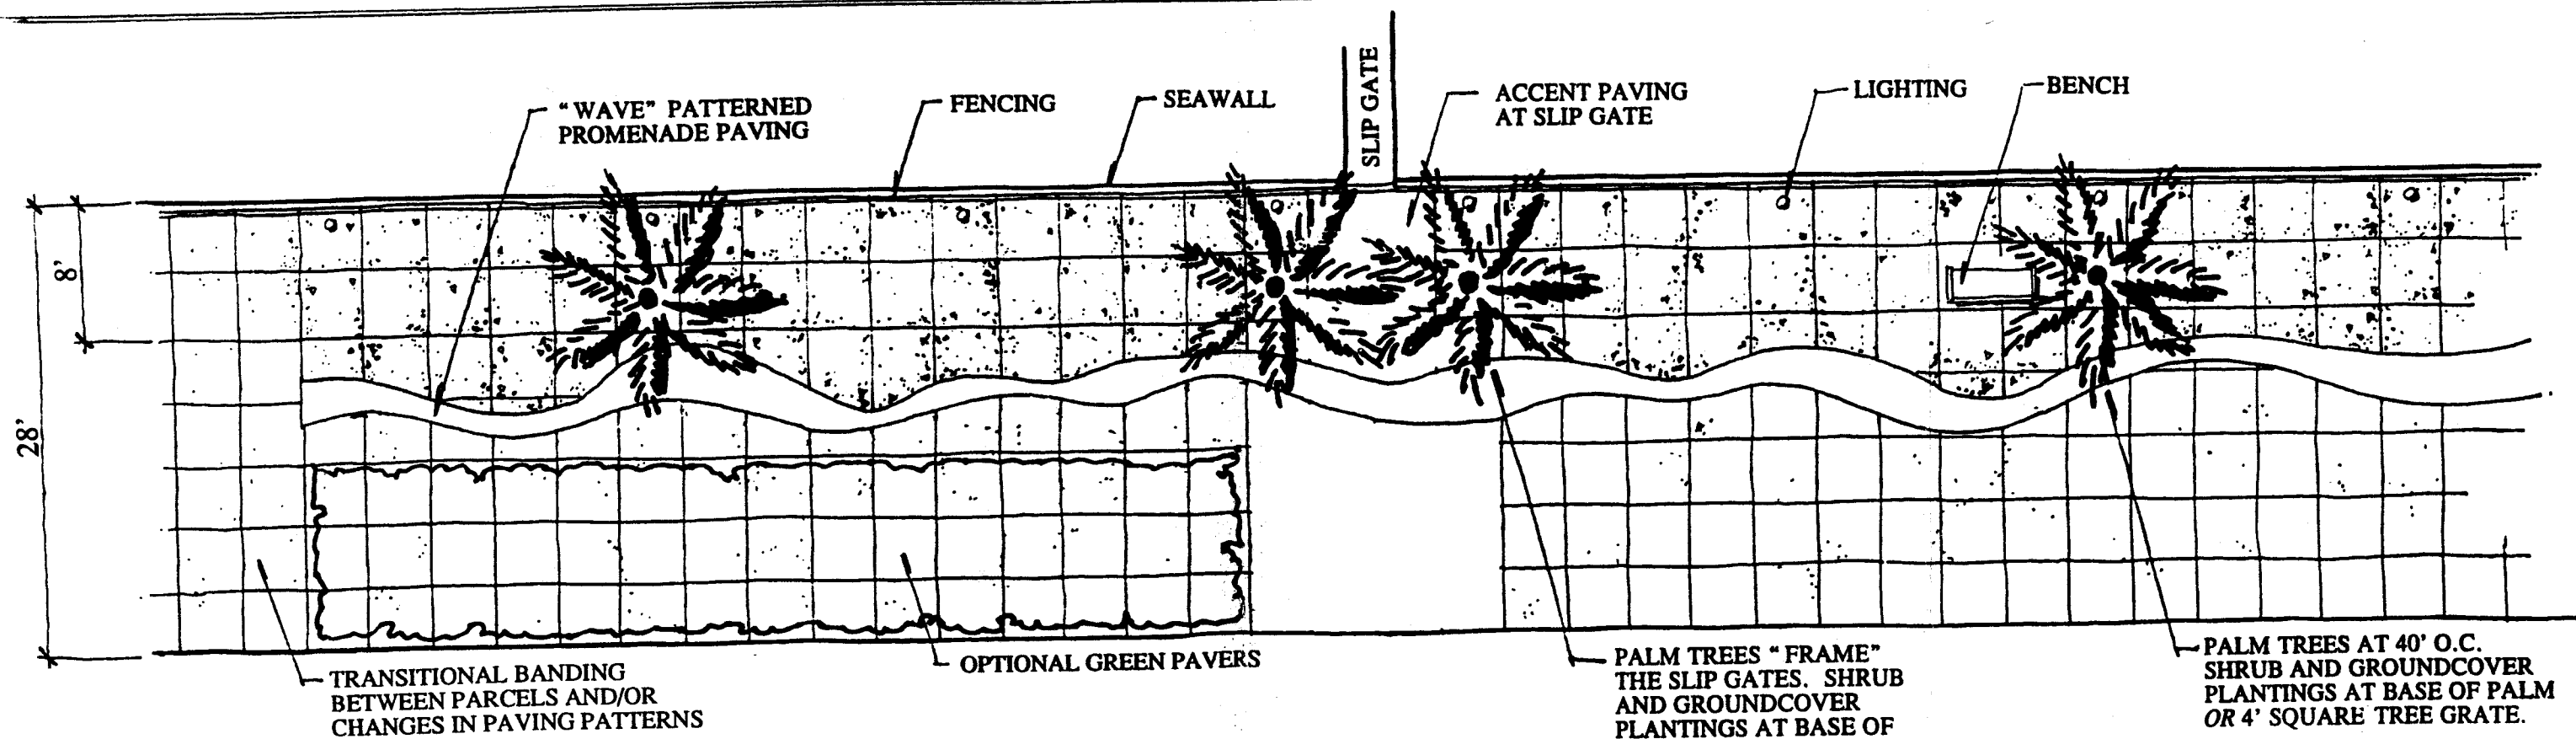 SLIP GATE
"WAVE" PATTERNED
PROMENADE PAVING
FENCING
SEAWALL
ACCENT PAVING
AT SLIP GATE
LIGHTING
BENCH
8'
28'
TRANSITIONAL BANDING
BETWEEN PARCELS AND/OR
CHANGES IN PAVING PATTERNS
OPTIONAL GREEN PAVERS
PALM TREES "FRAME"
THE SLIP GATES. SHRUB
AND GROUNDCOVER
PLANTINGS AT BASE OF
PALM TREES AT 40' O.C.
SHRUB AND GROUNDCOVER
PLANTINGS AT BASE OF PALM
OR 4' SQUARE TREE GRATE.